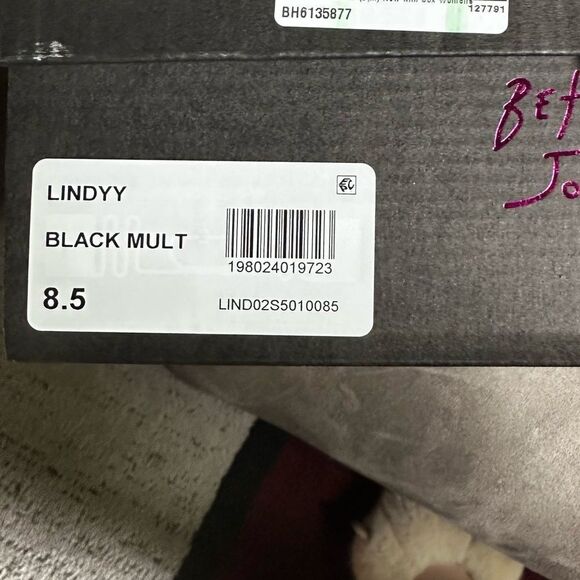 BH6135877
127791
LINDYY
BLACK MULT
198024019723
8.5
LIND02S5010085